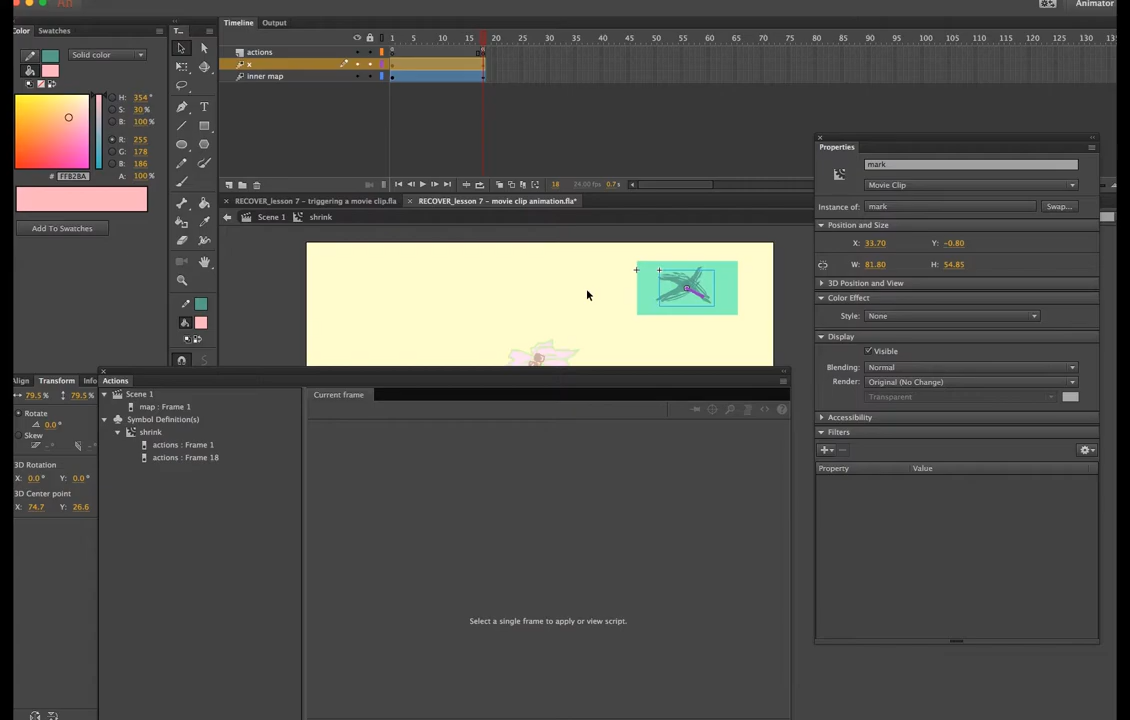 An
Animator
Color Swatches
T...
Timeline Output
Solid color
1 5 10 15 20 25 30 35 40 45 50 55 60 65 70 75 80 85 90 95 100 105 110 115 120 125 130 135
actions
x
inner map
H: 354 °
S: 30 %
B: 100 %
R: 255
G: 178
B: 186
# FFB2BA A: 100 %
Add To Swatches
18 24.00 fps 0.7 s
RECOVER_lesson 7 – triggering a movie clip.fla
RECOVER_lesson 7 – movie clip animation.fla*
Scene 1 shrink
Properties
mark
Movie Clip
Instance of: mark Swap...
Position and Size
X: 33.70 Y: -0.80
W: 81.80 H: 54.85
3D Position and View
Color Effect
Style: None
Display
Visible
Blending: Normal
Render: Original (No Change)
Transparent
Accessibility
Filters
Property Value
Align Transform Info
79.5 % 79.5 %
Rotate
0.0 °
Skew
3D Rotation
X: 0.0 ° Y: 0.0 °
3D Center point
X: 74.7 Y: 26.6
Actions
Scene 1
map : Frame 1
Symbol Definition(s)
shrink
actions : Frame 1
actions : Frame 18
Current frame
Select a single frame to apply or view script.